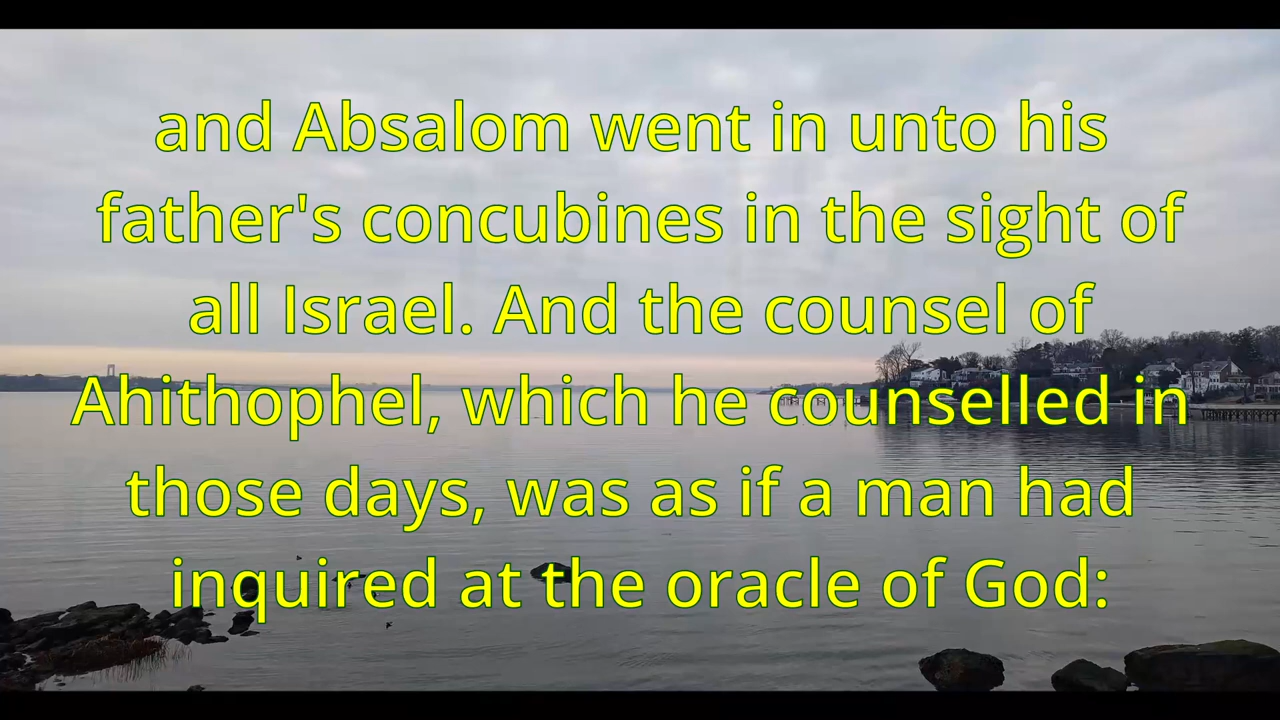 and Absalom went in unto his
father's concubines in the sight of
all Israel. And the counsel of
Ahithophel, which he counselled in
those days, was as if a man had
inquired at the oracle of God: